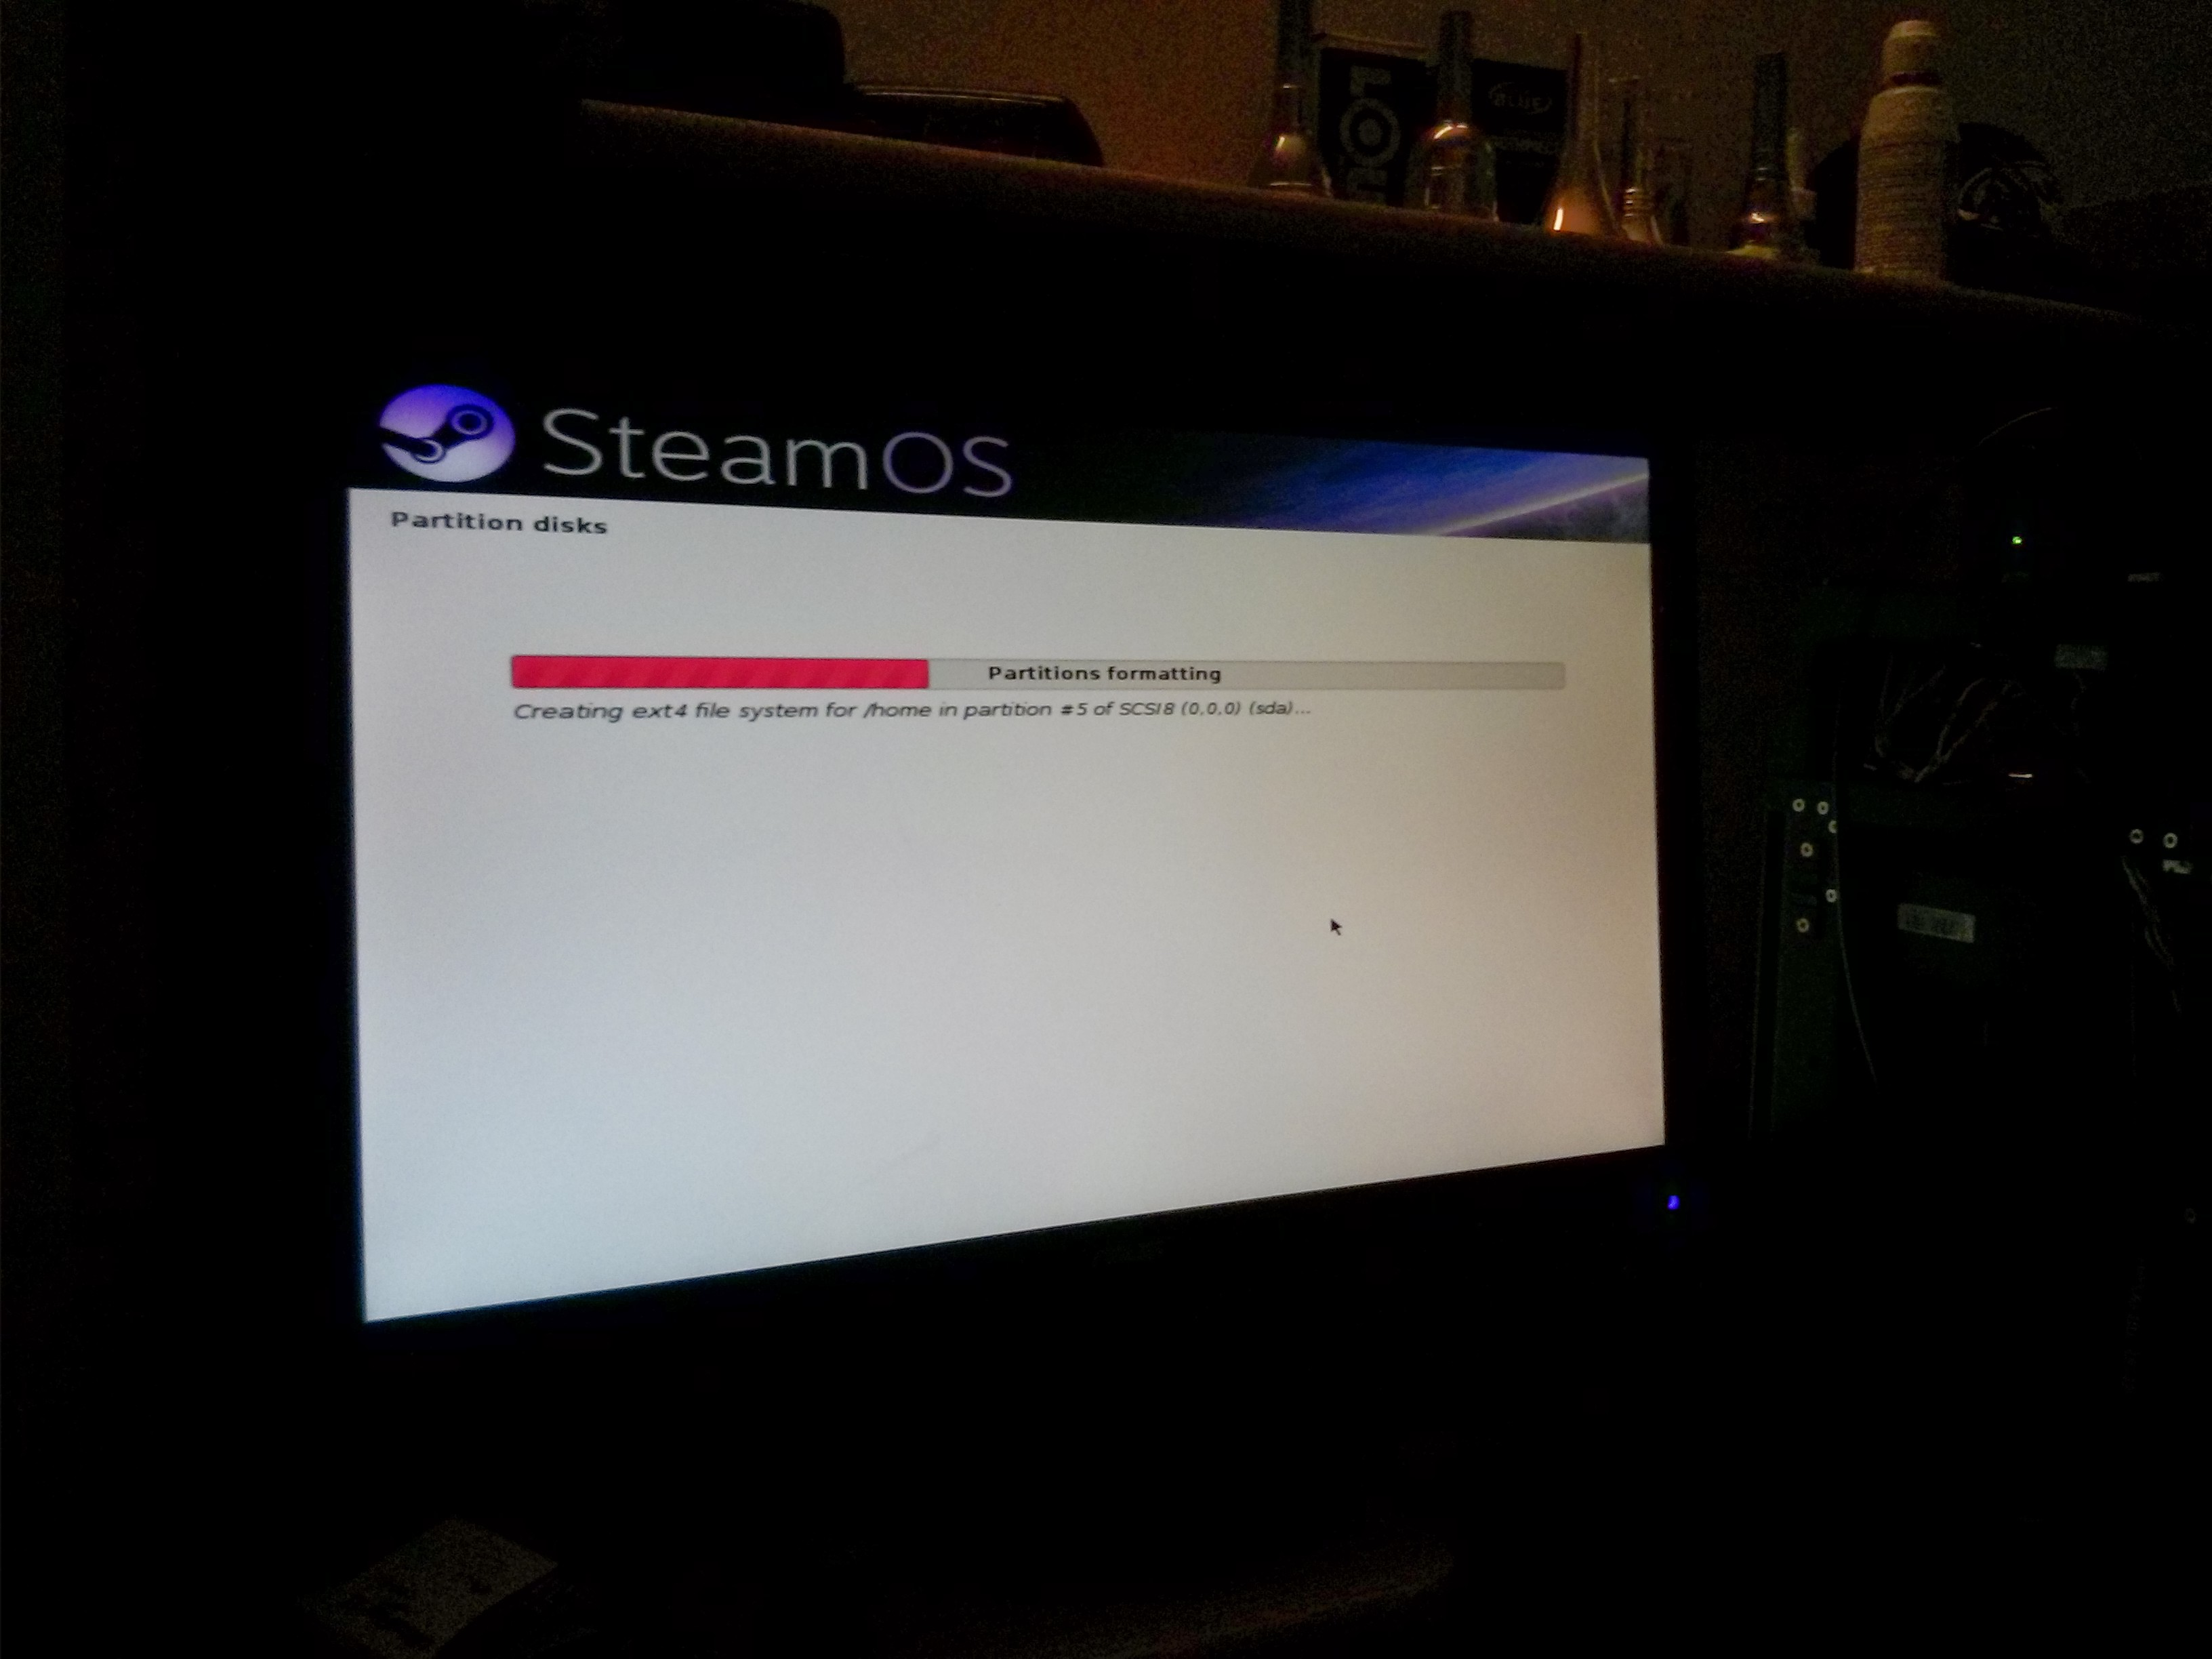 BLUE
SteamOS
Partition disks
Partitions formatting
Creating ext4 file system for /home in partition #5 of SCSI8 (0,0,0) (sda)...